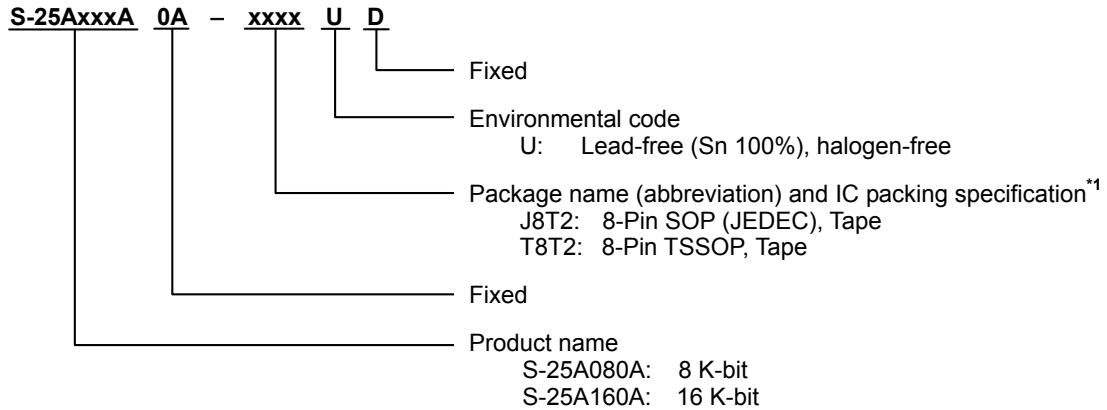 S-25AxxxA 0A – xxxx U D
Fixed
Environmental code
U: Lead-free (Sn 100%), halogen-free
Package name (abbreviation) and IC packing specification*1
J8T2: 8-Pin SOP (JEDEC), Tape
T8T2: 8-Pin TSSOP, Tape
Fixed
Product name
S-25A080A: 8 K-bit
S-25A160A: 16 K-bit